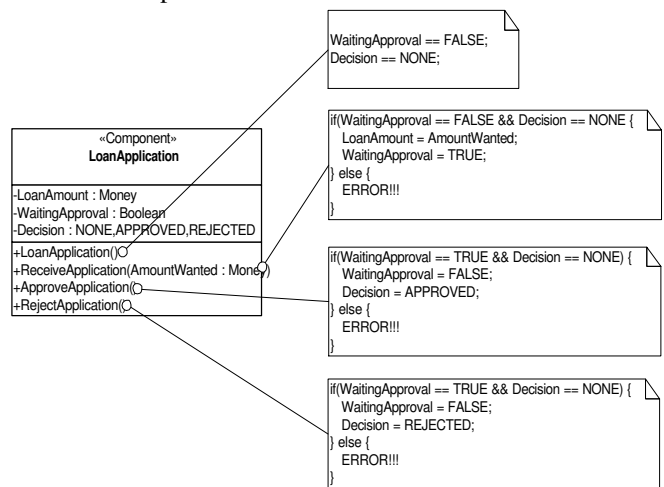 WaitingApproval == FALSE;
Decision == NONE;
«Component»
LoanApplication
-LoanAmount : Money
-WaitingApproval : Boolean
-Decision : NONE,APPROVED,REJECTED
+LoanApplication()
+ReceiveApplication(AmountWanted : Money)
+ApproveApplication()
+RejectApplication()
if(WaitingApproval == FALSE && Decision == NONE {
LoanAmount = AmountWanted;
WaitingApproval = TRUE;
} else {
ERROR!!!
}
if(WaitingApproval == TRUE && Decision == NONE) {
WaitingApproval = FALSE;
Decision = APPROVED;
} else {
ERROR!!!
}
if(WaitingApproval == TRUE && Decision == NONE) {
WaitingApproval = FALSE;
Decision = REJECTED;
} else {
ERROR!!!
}